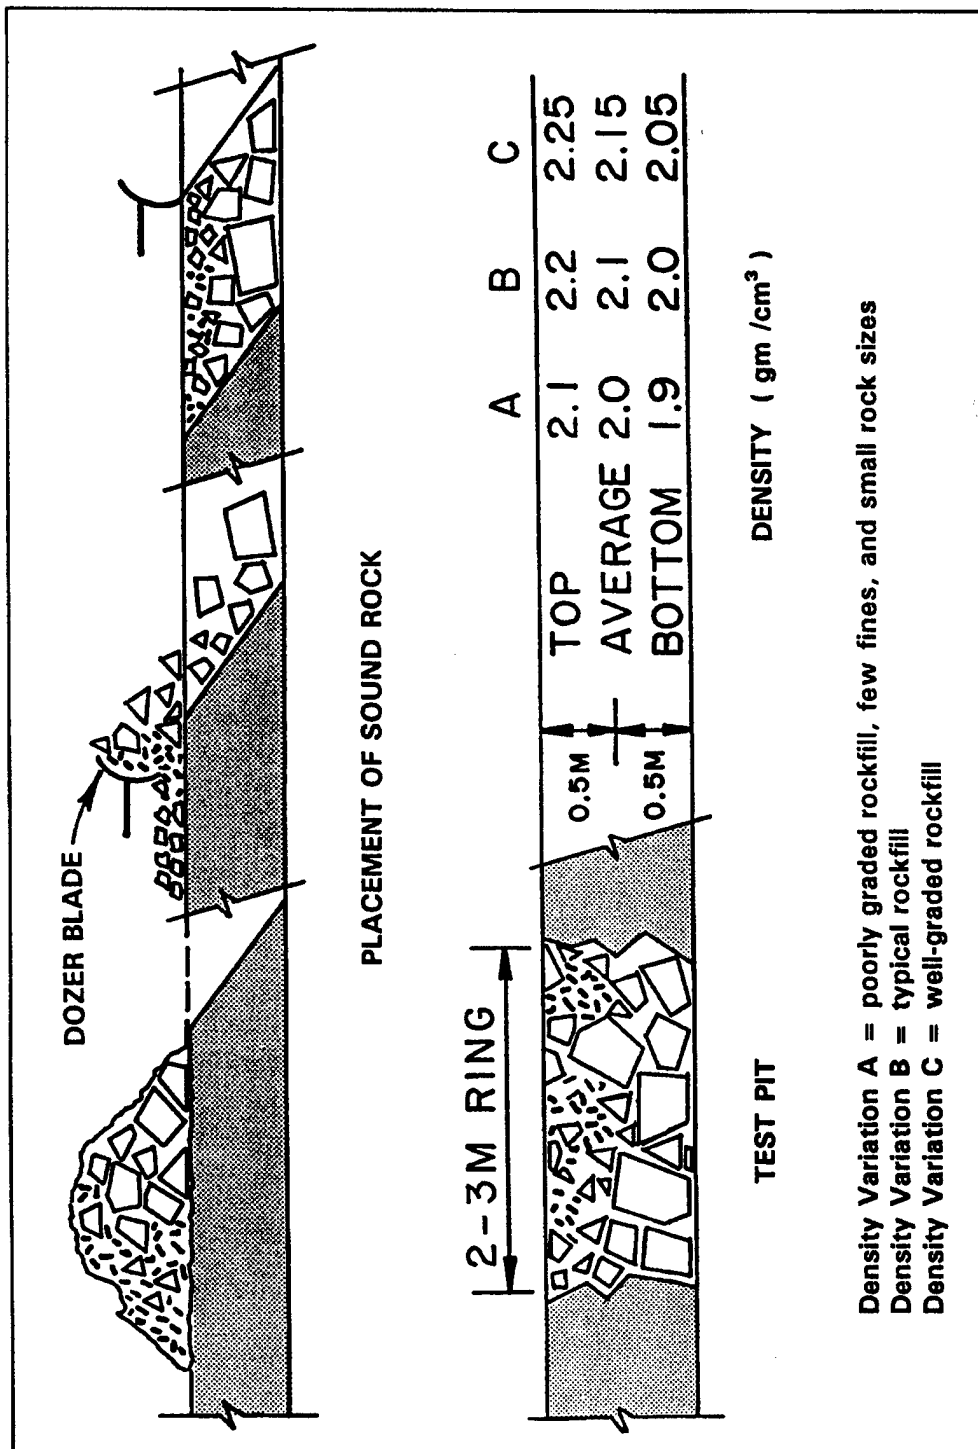 DOZER BLADE
PLACEMENT OF SOUND ROCK
2-3M RING
0.5M
0.5M
A B C
TOP 2.1 2.2 2.25
AVERAGE 2.0 2.1 2.15
BOTTOM 1.9 2.0 2.05
TEST PIT
DENSITY (gm/cm³)
Density Variation A = poorly graded rockfill, few fines, and small rock sizes
Density Variation B = typical rockfill
Density Variation C = well-graded rockfill